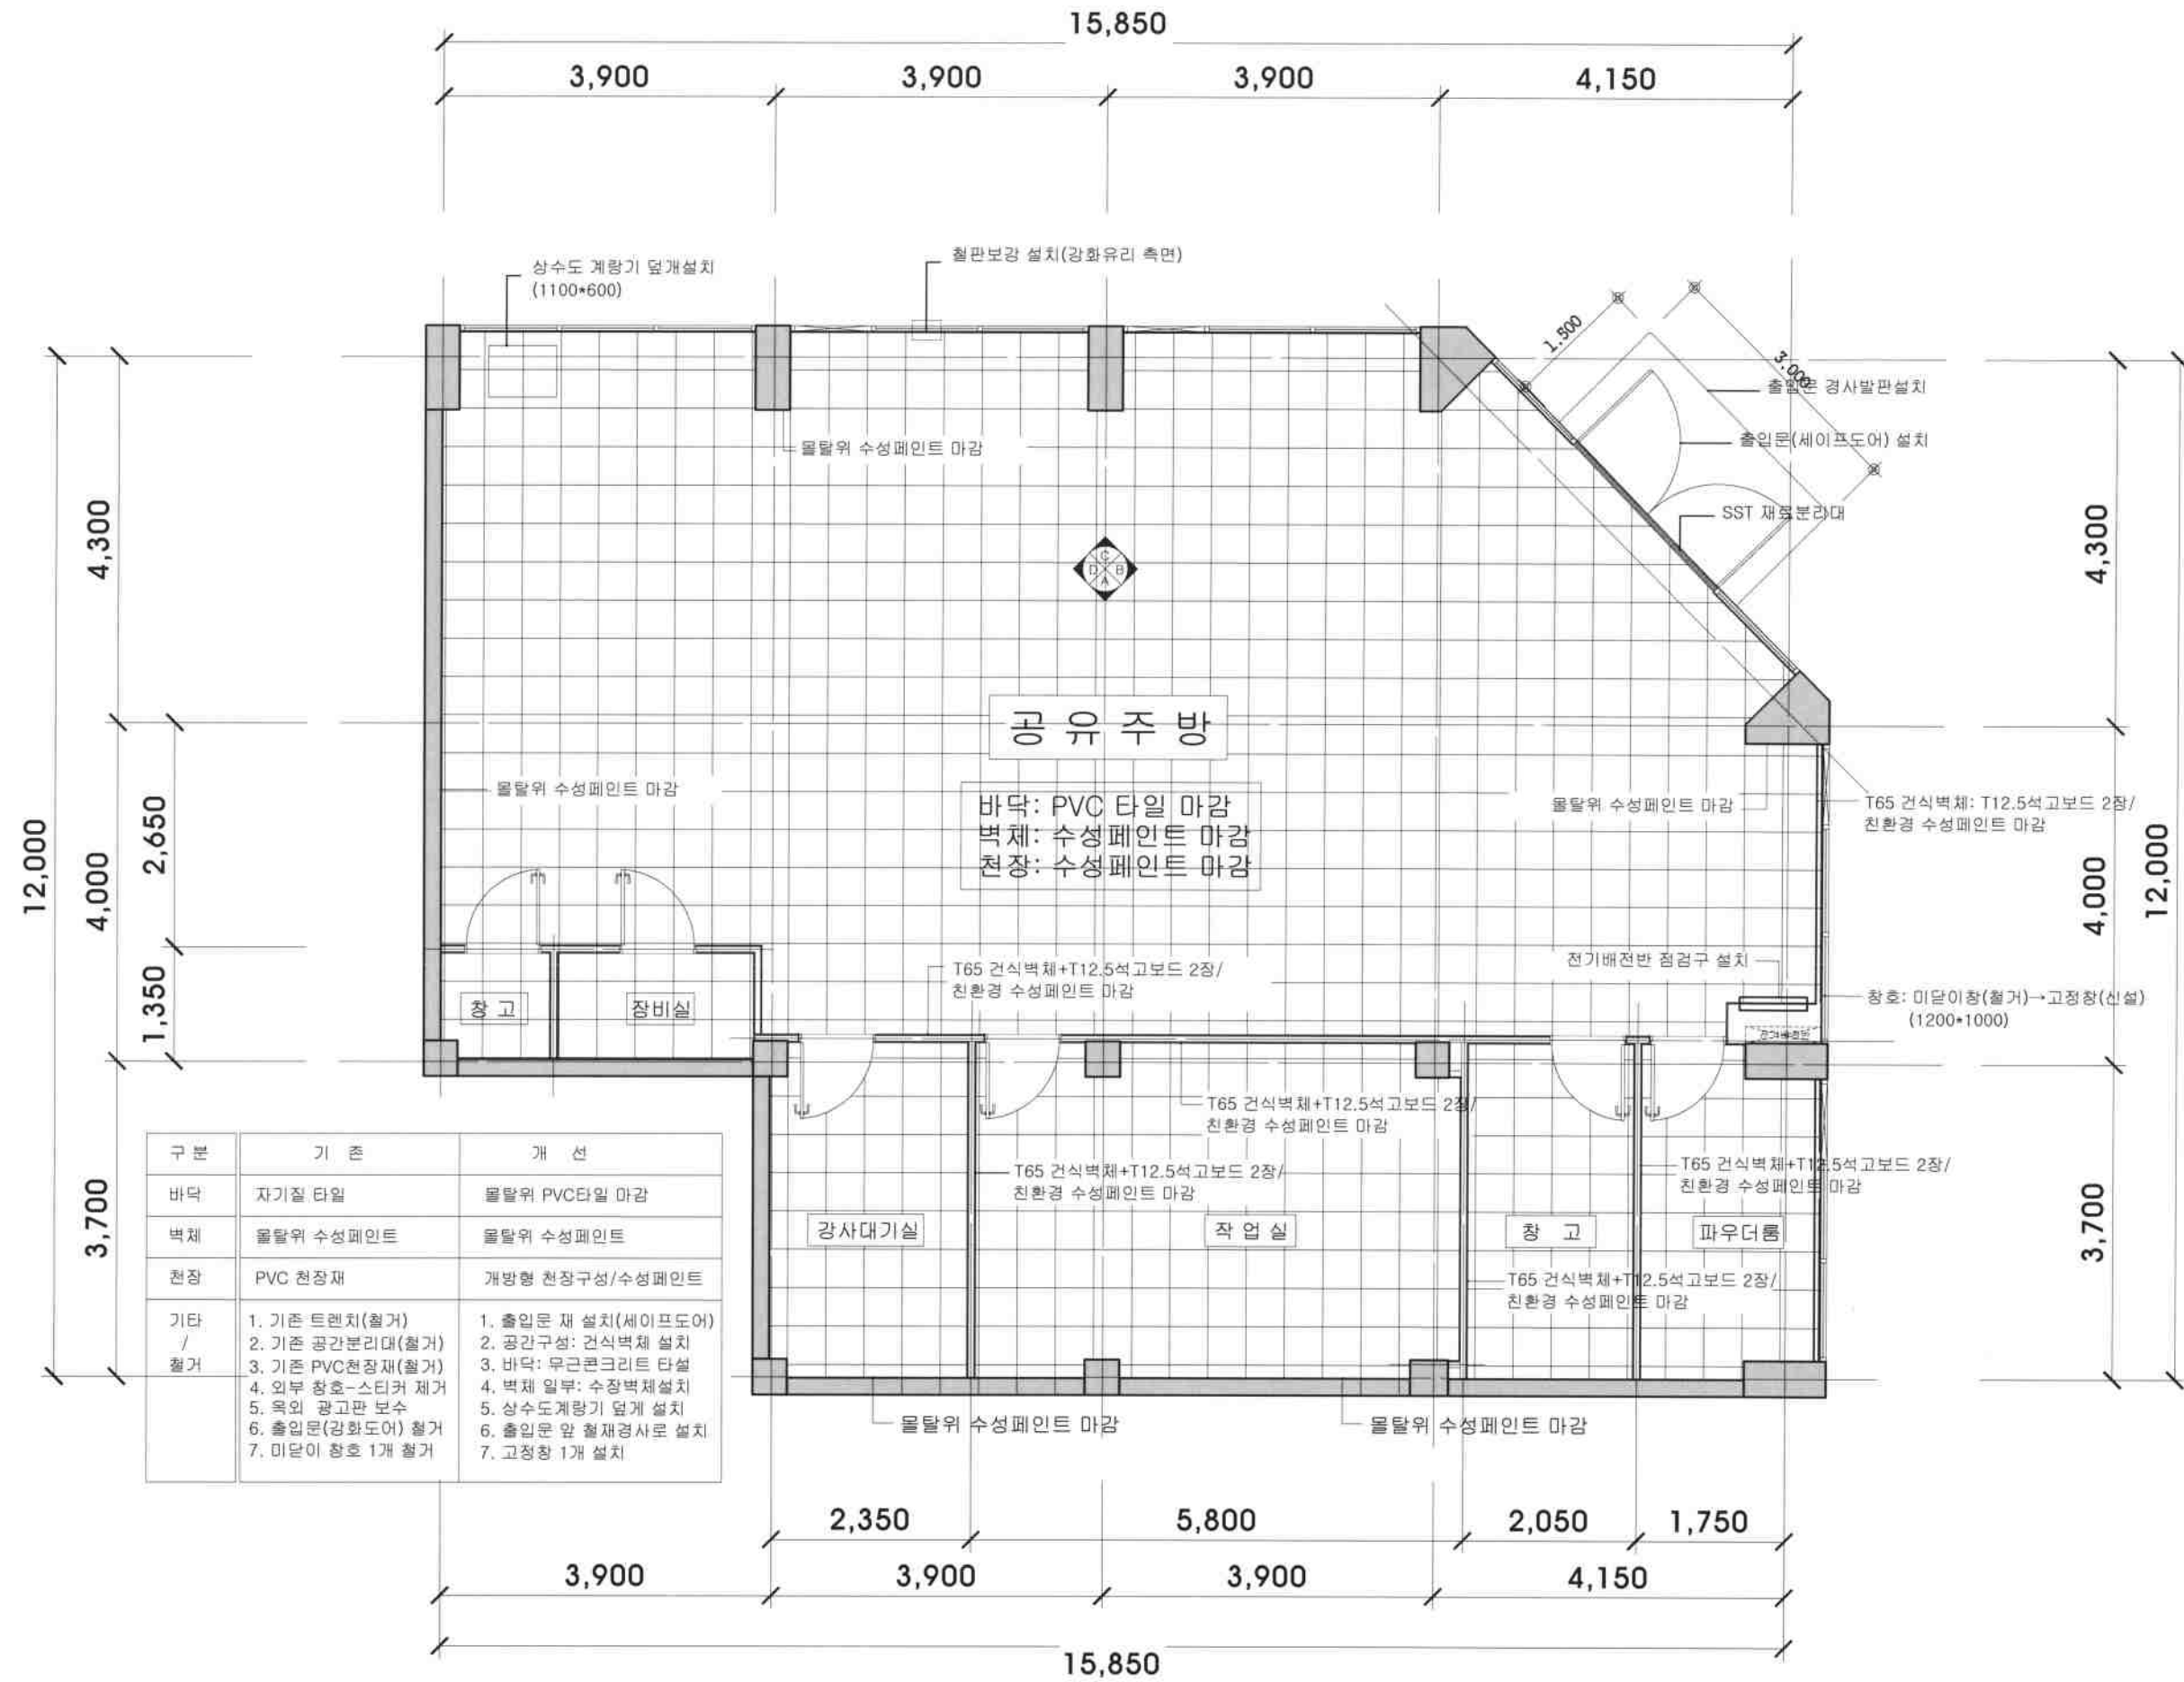 15,850
3,900
3,900
3,900
4,150
상수도 계랑기 덮개설치
(1100*600)
철판보강 설치(강화유리 측면)
1,500
3,000
출입문 경사발판설치
출입문(세이프도어) 설치
SST 재료분리대
몰탈위 수성페인트 마감
C
D B
A
12,000
4,300
4,000
3,700
2,650
1,350
4,300
4,000
3,700
12,000
공 유 주 방
바닥: PVC 타일 마감
벽체: 수성페인트 마감
천장: 수성페인트 마감
몰탈위 수성페인트 마감
몰탈위 수성페인트 마감
T65 건식벽체: T12.5석고보드 2장/
친환경 수성페인트 마감
T65 건식벽체+T12.5석고보드 2장/
친환경 수성페인트 마감
전기배전반 점검구 설치
창호: 미닫이창(철거)→고정창(신설)
(1200*1000)
창 고
장비실
T65 건식벽체+T12.5석고보드 2장/
친환경 수성페인트 마감
T65 건식벽체+T12.5석고보드 2장/
친환경 수성페인트 마감
T65 건식벽체+T12.5석고보드 2장/
친환경 수성페인트 마감
강사대기실
작 업 실
창 고
파우더룸
T65 건식벽체+T12.5석고보드 2장/
친환경 수성페인트 마감
몰탈위 수성페인트 마감
몰탈위 수성페인트 마감
구 분 기 존 개 선
바닥 자기질 타일 몰탈위 PVC타일 마감
벽체 몰탈위 수성페인트 몰탈위 수성페인트
천장 PVC 천장재 개방형 천장구성/수성페인트
기타 / 철거
1. 기존 트렌치(철거)
2. 기존 공간분리대(철거)
3. 기존 PVC천장재(철거)
4. 외부 창호-스티커 제거
5. 옥외 광고판 보수
6. 출입문(강화도어) 철거
7. 미닫이 창호 1개 철거
1. 출입문 재 설치(세이프도어)
2. 공간구성: 건식벽체 설치
3. 바닥: 무근콘크리트 타설
4. 벽체 일부: 수장벽체설치
5. 상수도계랑기 덮게 설치
6. 출입문 앞 철재경사로 설치
7. 고정창 1개 설치
2,350
5,800
2,050
1,750
3,900
3,900
3,900
4,150
15,850